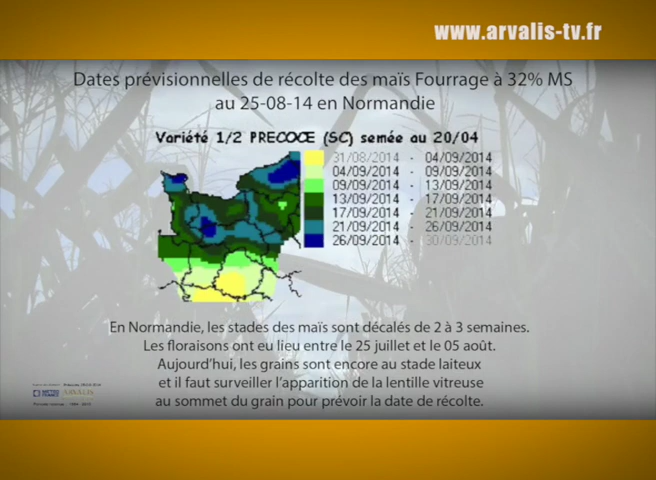 www.arvalis-tv.fr
Dates prévisionnelles de récolte des maïs Fourrage à 32% MS
au 25-08-14 en Normandie
Variété 1/2 PRECOCE (SC) semée au 20/04
31/08/2014 - 04/09/2014
04/09/2014 - 09/09/2014
09/09/2014 - 13/09/2014
13/09/2014 - 17/09/2014
17/09/2014 - 21/09/2014
21/09/2014 - 26/09/2014
26/09/2014 - 30/09/2014
En Normandie, les stades des maïs sont décalés de 2 à 3 semaines.
Les floraisons ont eu lieu entre le 25 juillet et le 05 août.
Aujourd'hui, les grains sont encore au stade laiteux
et il faut surveiller l'apparition de la lentille vitreuse
au sommet du grain pour prévoir la date de récolte.
ARVALIS